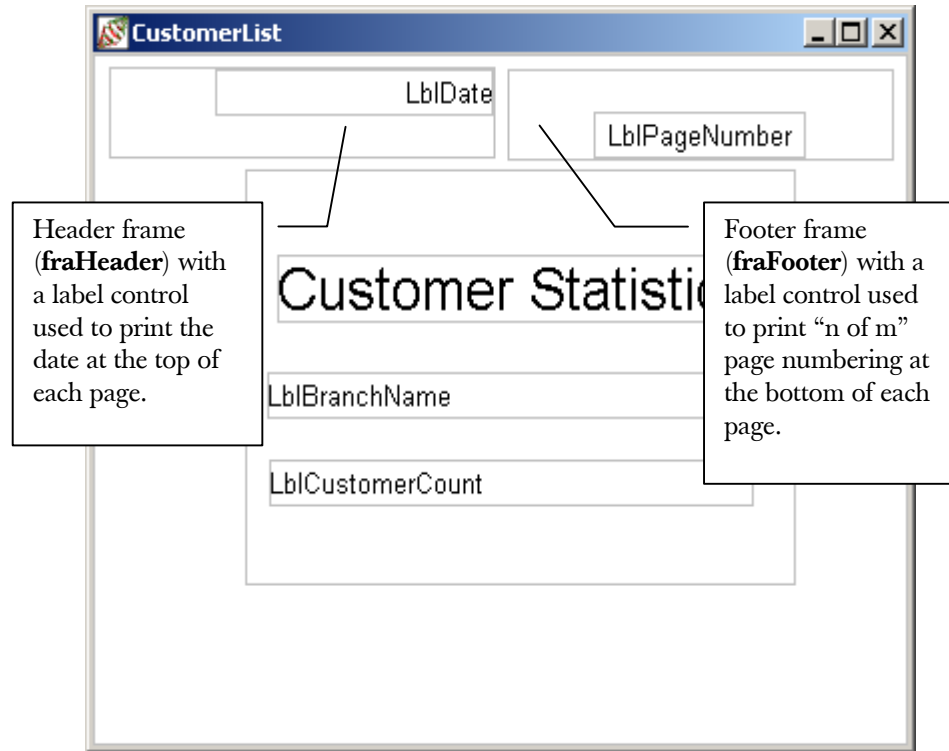 CustomerList
LblDate
LblPageNumber
Header frame
(fraHeader) with
a label control
used to print the
date at the top of
each page.
Footer frame
(fraFooter) with a
label control used
to print “n of m”
page numbering at
the bottom of each
page.
Customer Statistic
LblBranchName
LblCustomerCount